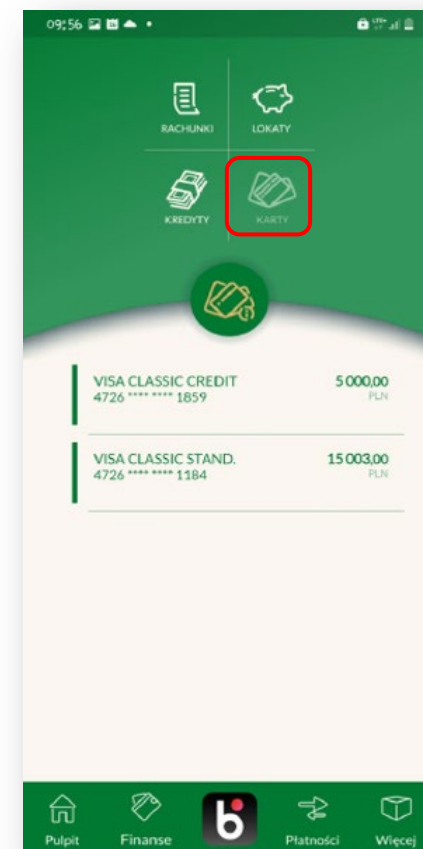 09:56
RACHUNKI
LOKATY
KREDYTY
KARTY
VISA CLASSIC CREDIT 5 000,00
4726 **** **** 1859 PLN
VISA CLASSIC STAND. 15 003,00
4726 **** **** 1184 PLN
Pulpit Finanse Płatności Więcej